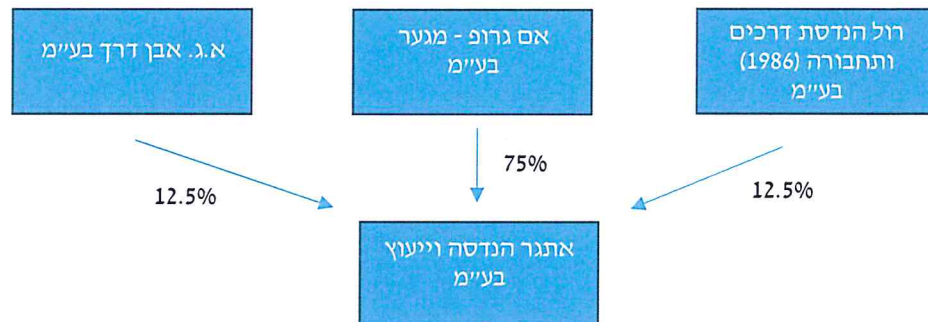 רול הנדסת דרכים
ותחבורה (1986)
בע״מ
אם גרופ - מגער
בע״מ
א.ג. אבן דרך בע״מ
12.5%
75%
12.5%
אתגר הנדסה וייעוץ
בע״מ